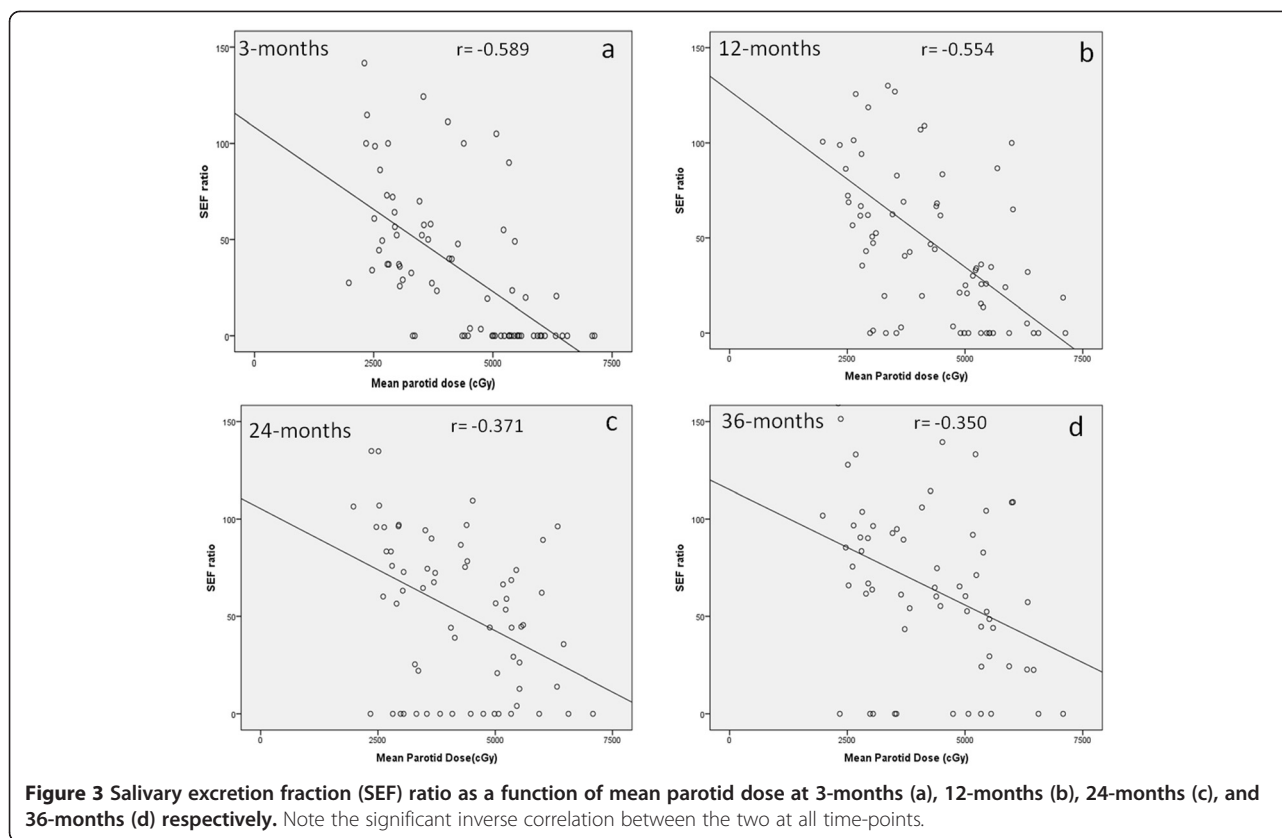 3-months
r= -0.589
a
150
100
50
0
SEF ratio
0
2500
5000
7500
Mean parotid dose (cGy)
12-months
r= -0.554
b
150
100
50
0
SEF ratio
0
2500
5000
7500
Mean Parotid dose (cGy)
24-months
r= -0.371
c
150
100
50
0
SEF ratio
0
2500
5000
7500
Mean Parotid Dose(cGy)
36-months
r= -0.350
d
150
100
50
0
SEF ratio
0
2500
5000
7500
Mean Parotid Dose (cGy)
Figure 3 Salivary excretion fraction (SEF) ratio as a function of mean parotid dose at 3-months (a), 12-months (b), 24-months (c), and
36-months (d) respectively. Note the significant inverse correlation between the two at all time-points.